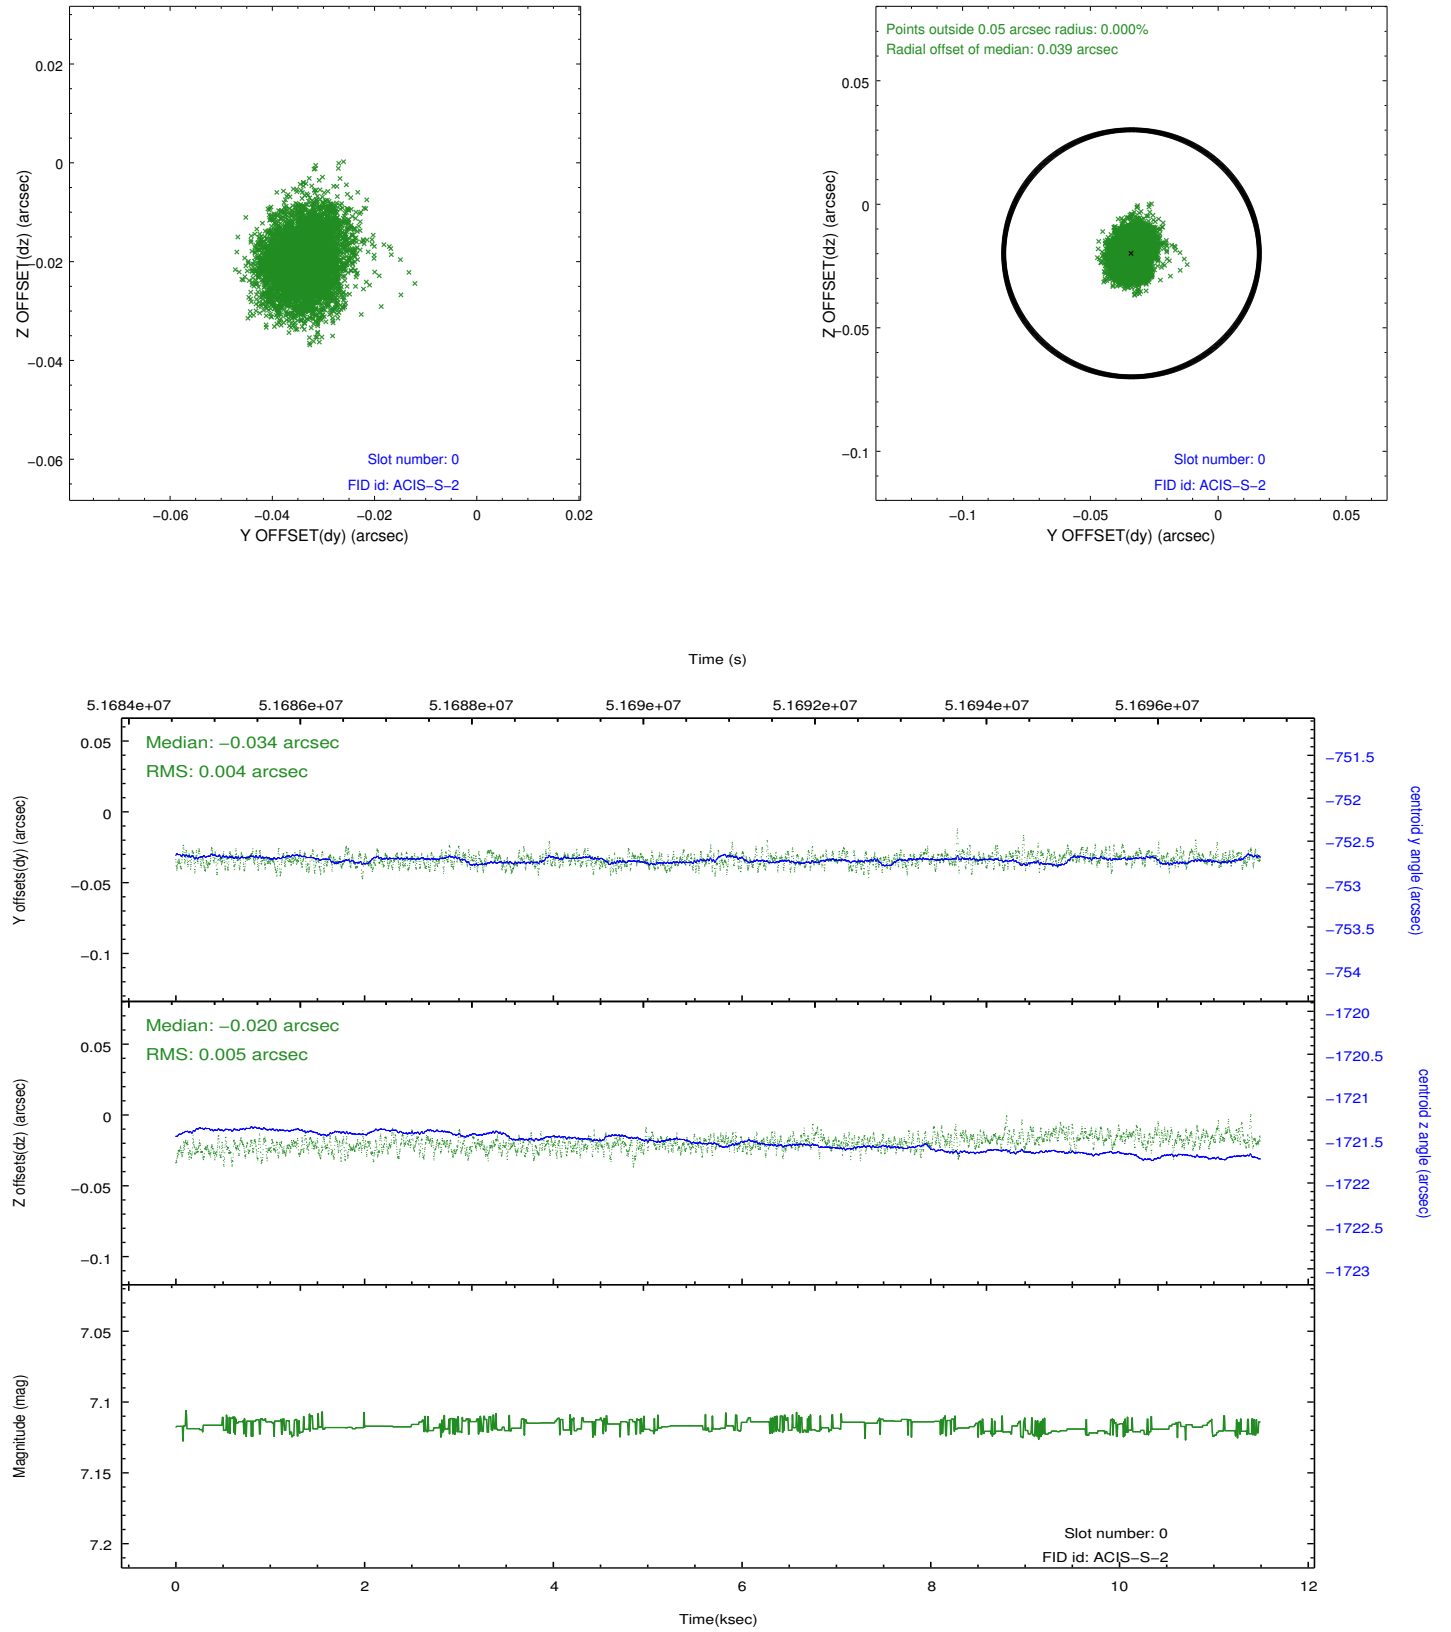 0.02
0
−0.02
−0.04
−0.06
Z OFFSET(dz) (arcsec)
Slot number: 0
FID id: ACIS−S−2
−0.06 −0.04 −0.02 0 0.02
Y OFFSET(dy) (arcsec)
Points outside 0.05 arcsec radius: 0.000%
Radial offset of median: 0.039 arcsec
0.05
0
−0.05
−0.1
Z OFFSET(dz) (arcsec)
Slot number: 0
FID id: ACIS−S−2
−0.1 −0.05 0 0.05
Y OFFSET(dy) (arcsec)
Time (s)
5.1684e+07 5.1686e+07 5.1688e+07 5.169e+07 5.1692e+07 5.1694e+07 5.1696e+07
Median: −0.034 arcsec
RMS: 0.004 arcsec
0.05
0
−0.05
−0.1
Y offsets(dy) (arcsec)
−751.5
−752
−752.5
−753
−753.5
−754
centroid y angle (arcsec)
Median: −0.020 arcsec
RMS: 0.005 arcsec
0.05
0
−0.05
−0.1
Z offsets(dz) (arcsec)
−1720
−1720.5
−1721
−1721.5
−1722
−1722.5
−1723
centroid z angle (arcsec)
7.05
7.1
7.15
7.2
Magnitude (mag)
Slot number: 0
FID id: ACIS−S−2
0 2 4 6 8 10 12
Time(ksec)